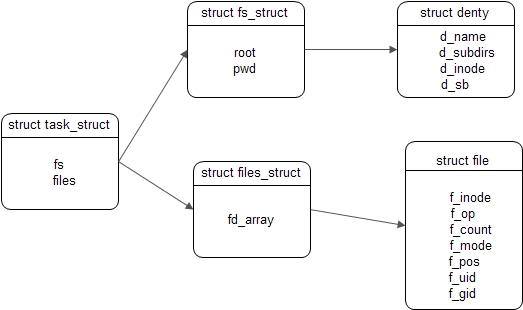 struct fs_struct
root
pwd
struct denty
d_name
d_subdirs
d_inode
d_sb
struct task_struct
fs
files
struct files_struct
fd_array
struct file
f_inode
f_op
f_count
f_mode
f_pos
f_uid
f_gid